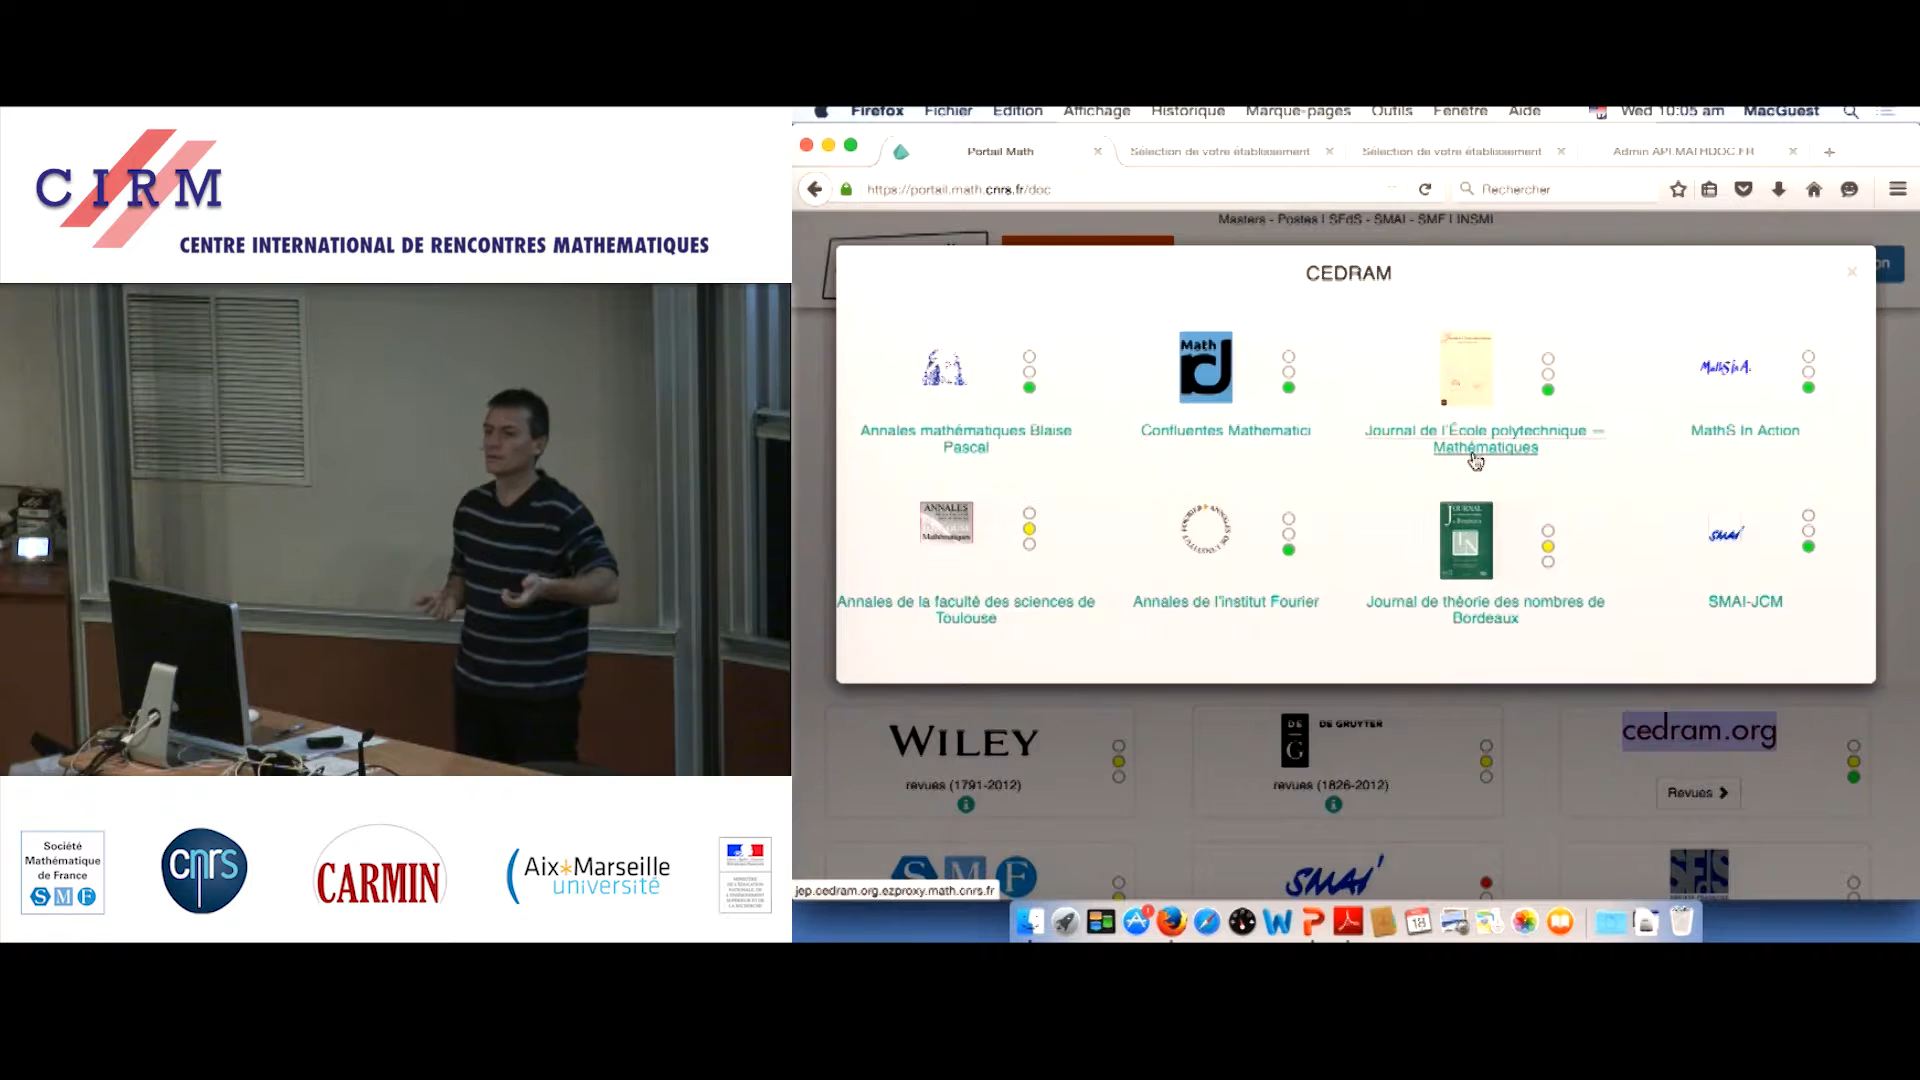 CIRM
CENTRE INTERNATIONAL DE RENCONTRES MATHEMATIQUES
Société
Mathématique
de France
SMF
cnrs
CARMIN
Aix*Marseille
université
Firefox Fichier Edition Affichage Historique Marque-pages Outils Fenêtre Aide Wed 10:05 am MacGuest
Portail Math
Sélection de votre établissement
Sélection de votre établissement
Admin API.MATHDOC.FR
https://portail.math.cnrs.fr/doc
Rechercher
Masters - Postes | SFdS - SMAI - SMF | INSMI
CEDRAM
Math
Annales mathématiques Blaise
Pascal
Confluentes Mathematici
Journal de l'École polytechnique —
Mathématiques
MathS In Action
ANNALES
Mathématiques
JOURNAL
SMAI
Annales de la faculté des sciences de
Toulouse
Annales de l'institut Fourier
Journal de théorie des nombres de
Bordeaux
SMAI-JCM
WILEY
revues (1791-2012)
DE
G
DE GRUYTER
revues (1826-2012)
cedram.org
Revues
SMF
SMAI
SFdS
jep.cedram.org.ezproxy.math.cnrs.fr